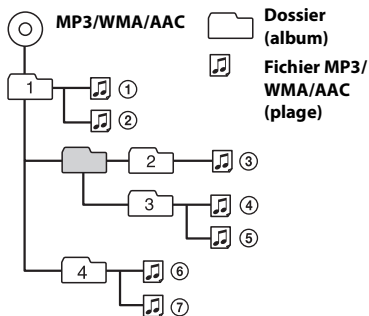 MP3/WMA/AAC
Dossier
(album)
Fichier MP3/
WMA/AAC
(plage)
1
①
②
2
③
3
④
⑤
4
⑥
⑦